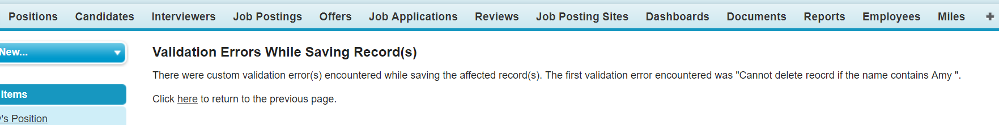 Positions Candidates Interviewers Job Postings Offers Job Applications Reviews Job Posting Sites Dashboards Documents Reports Employees Miles +
New...
Validation Errors While Saving Record(s)
There were custom validation error(s) encountered while saving the affected record(s). The first validation error encountered was "Cannot delete reocrd if the name contains Amy ".
Items
Click here to return to the previous page.
's Position